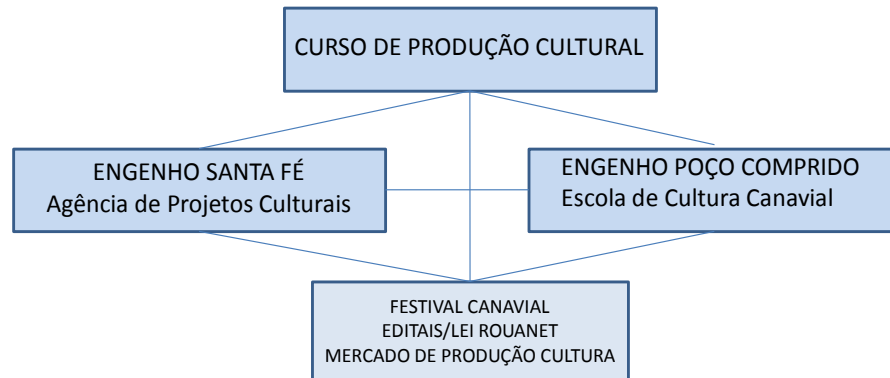 CURSO DE PRODUÇÃO CULTURAL
ENGENHO SANTA FÉ
Agência de Projetos Culturais
ENGENHO POÇO COMPRIDO
Escola de Cultura Canavial
FESTIVAL CANAVIAL
EDITAIS/LEI ROUANET
MERCADO DE PRODUÇÃO CULTURA